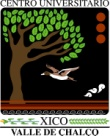 CENTRO UNIVERSITARIO
XICO
VALLE DE CHALCO